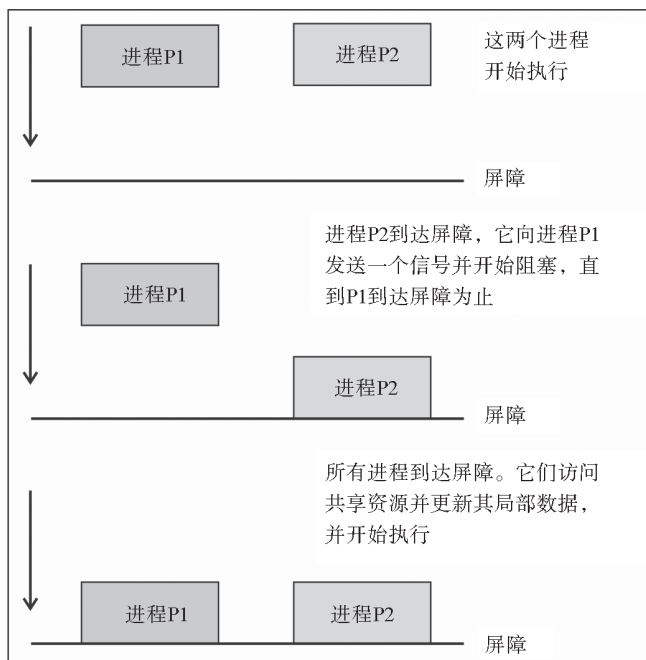 进程P1
进程P2
这两个进程
开始执行
屏障
进程P2到达屏障，它向进程P1
发送一个信号并开始阻塞，直
到P1到达屏障为止
进程P1
进程P2
屏障
所有进程到达屏障。它们访问
共享资源并更新其局部数据，
并开始执行
进程P1
进程P2
屏障